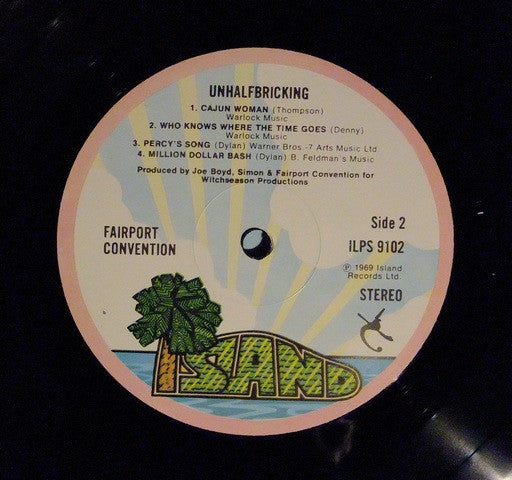 UNHALFBRICKING
1. CAJUN WOMAN (Thompson)
Warlock Music
2. WHO KNOWS WHERE THE TIME GOES (Denny)
Warlock Music
3. PERCY'S SONG (Dylan) Warner Bros -7 Arts Music Ltd
4. MILLION DOLLAR BASH (Dylan) B. Feldman's Music
Produced by Joe Boyd, Simon & Fairport Convention for
Witchseason Productions
FAIRPORT
CONVENTION
Side 2
ILPS 9102
℗ 1969 Island
Records Ltd.
STEREO
ISLAND